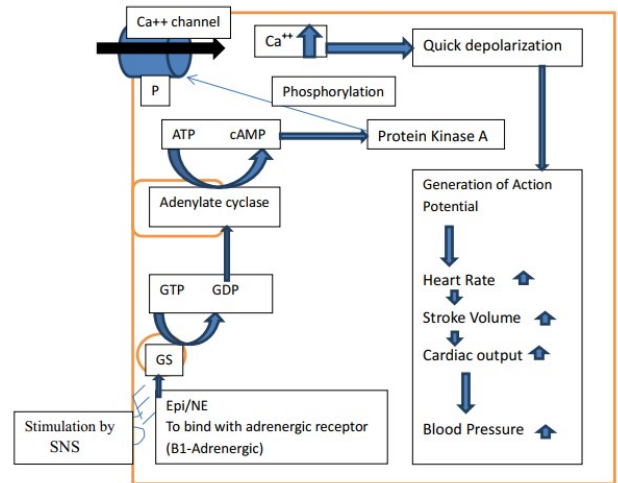 Ca++ channel
Ca++
Quick depolarization
P
Phosphorylation
ATP cAMP
Protein Kinase A
Adenylate cyclase
Generation of Action
Potential
Heart Rate
Stroke Volume
Cardiac output
Blood Pressure
GTP GDP
GS
Epi/NE
To bind with adrenergic receptor
(B1-Adrenergic)
Stimulation by
SNS